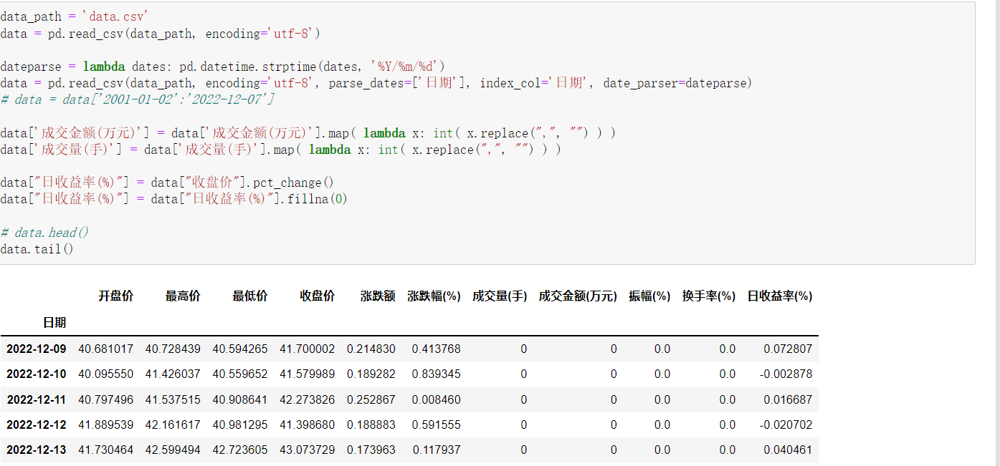 data_path = 'data.csv'
data = pd.read_csv(data_path, encoding='utf-8')
dateparse = lambda dates: pd.datetime.strptime(dates, '%Y/%m/%d')
data = pd.read_csv(data_path, encoding='utf-8', parse_dates=['日期'], index_col='日期', date_parser=dateparse)
# data = data['2001-01-02':'2022-12-07']
data['成交金额(万元)'] = data['成交金额(万元)'].map( lambda x: int( x.replace(",", "") ) )
data['成交量(手)'] = data['成交量(手)'].map( lambda x: int( x.replace(",", "") ) )
data["日收益率(%)"] = data["收盘价"].pct_change()
data["日收益率(%)"] = data["日收益率(%)"].fillna(0)
# data.head()
data.tail()
开盘价 最高价 最低价 收盘价 涨跌额 涨跌幅(%) 成交量(手) 成交金额(万元) 振幅(%) 换手率(%) 日收益率(%)
日期
2022-12-09 40.681017 40.728439 40.594265 41.700002 0.214830 0.413768 0 0 0.0 0.0 0.072807
2022-12-10 40.095550 41.426037 40.559652 41.579989 0.189282 0.839345 0 0 0.0 0.0 -0.002878
2022-12-11 40.797496 41.537515 40.908641 42.273826 0.252867 0.008460 0 0 0.0 0.0 0.016687
2022-12-12 41.889539 42.161617 40.981295 41.398680 0.188883 0.591555 0 0 0.0 0.0 -0.020702
2022-12-13 41.730464 42.599494 42.723605 43.073729 0.173963 0.117937 0 0 0.0 0.0 0.040461